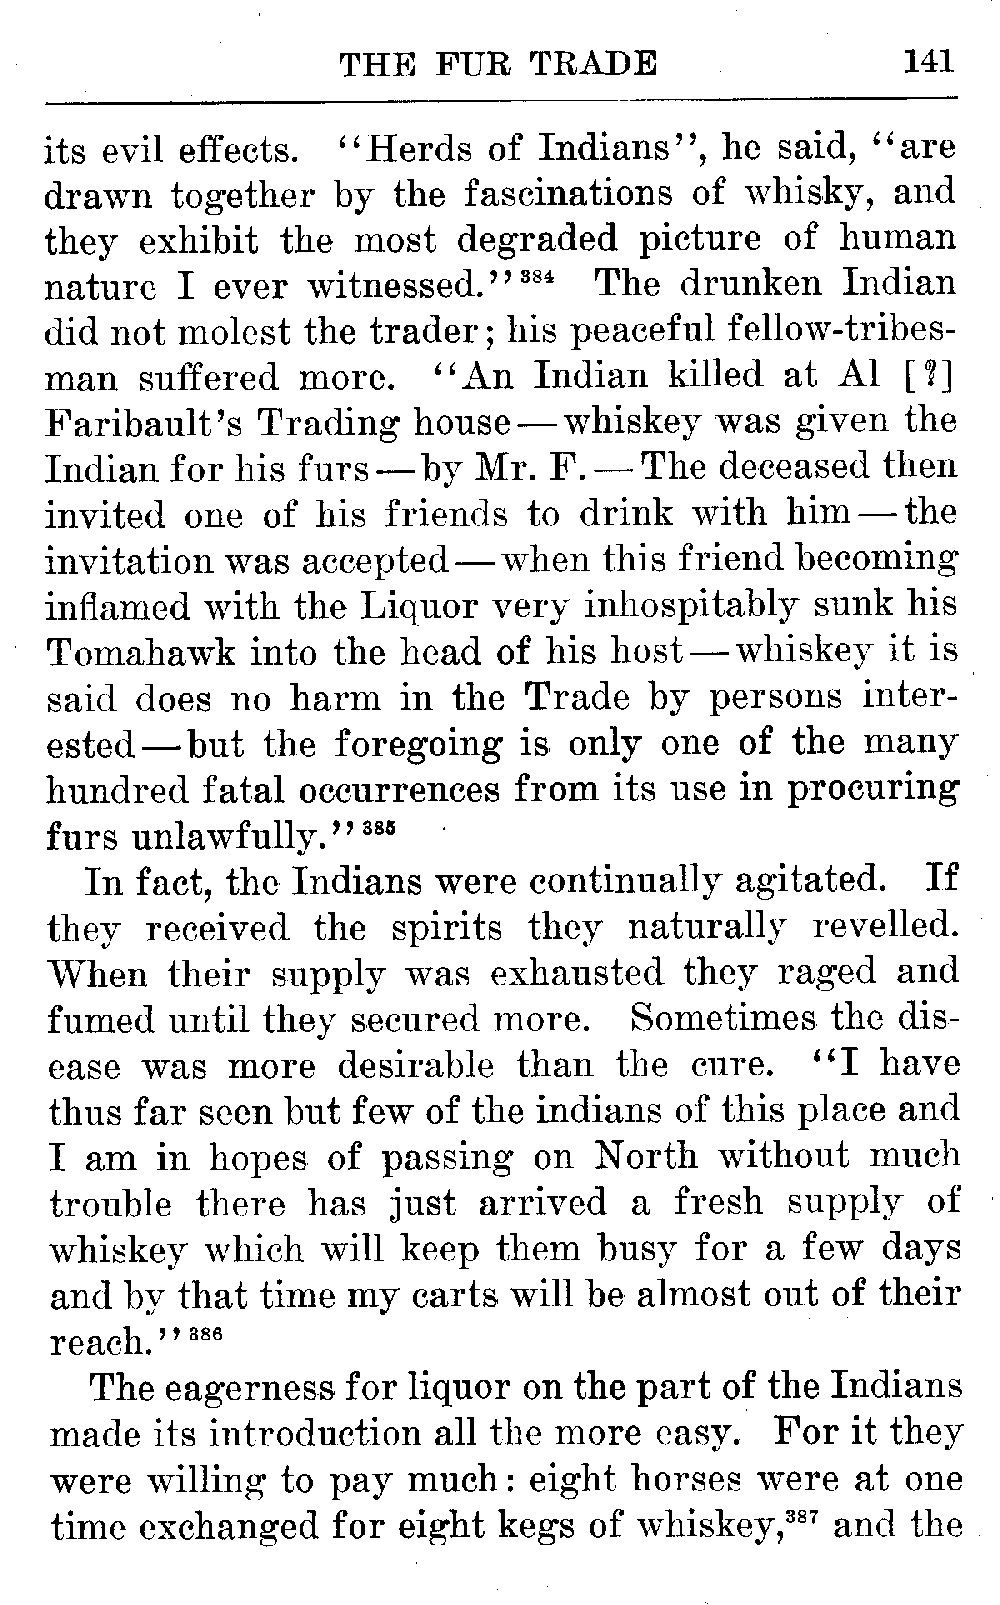 THE FUR TRADE 141
its evil effects. "Herds of Indians", he said, "are
drawn together by the fascinations of whisky, and
they exhibit the most degraded picture of human
nature I ever witnessed."384 The drunken Indian
did not molest the trader; his peaceful fellow-tribes-
man suffered more. "An Indian killed at Al [?]
Faribault's Trading house—whiskey was given the
Indian for his furs—by Mr. F.—The deceased then
invited one of his friends to drink with him—the
invitation was accepted—when this friend becoming
inflamed with the Liquor very inhospitably sunk his
Tomahawk into the head of his host—whiskey it is
said does no harm in the Trade by persons inter-
ested—but the foregoing is only one of the many
hundred fatal occurrences from its use in procuring
furs unlawfully."385
In fact, the Indians were continually agitated. If
they received the spirits they naturally revelled.
When their supply was exhausted they raged and
fumed until they secured more. Sometimes the dis-
ease was more desirable than the cure. "I have
thus far seen but few of the indians of this place and
I am in hopes of passing on North without much
trouble there has just arrived a fresh supply of
whiskey which will keep them busy for a few days
and by that time my carts will be almost out of their
reach."386
The eagerness for liquor on the part of the Indians
made its introduction all the more easy. For it they
were willing to pay much: eight horses were at one
time exchanged for eight kegs of whiskey,387 and the